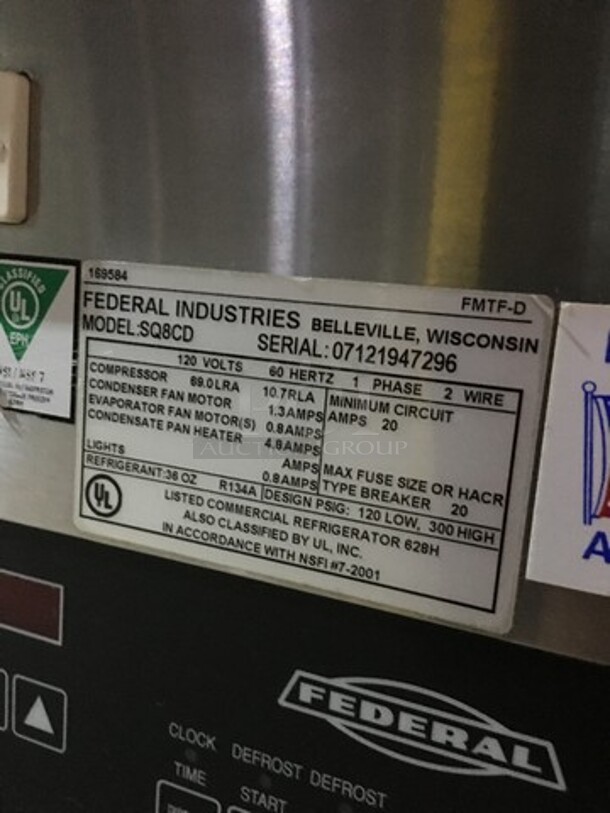 169584
FMTF-D
FEDERAL INDUSTRIES BELLEVILLE, WISCONSIN
MODEL:SQ8CD SERIAL:07121947296
120 VOLTS 60 HERTZ 1 PHASE 2 WIRE
COMPRESSOR 69.0LRA 10.7RLA
CONDENSER FAN MOTOR 1.3AMPS
EVAPORATOR FAN MOTOR(S) 0.8AMPS
CONDENSATE PAN HEATER 4.8AMPS
AMPS
LIGHTS 0.8AMPS
MINIMUM CIRCUIT
AMPS 20
MAX FUSE SIZE OR HACR
TYPE BREAKER 20
REFRIGERANT:36 OZ R134A DESIGN PSIG: 120 LOW, 300 HIGH
UL
LISTED COMMERCIAL REFRIGERATOR 628H
ALSO CLASSIFIED BY UL, INC.
IN ACCORDANCE WITH NSFI #7-2001
CLASSIFIED
UL
EPH
AUCTION GROUP
A
FEDERAL
CLOCK DEFROST DEFROST
TIME START